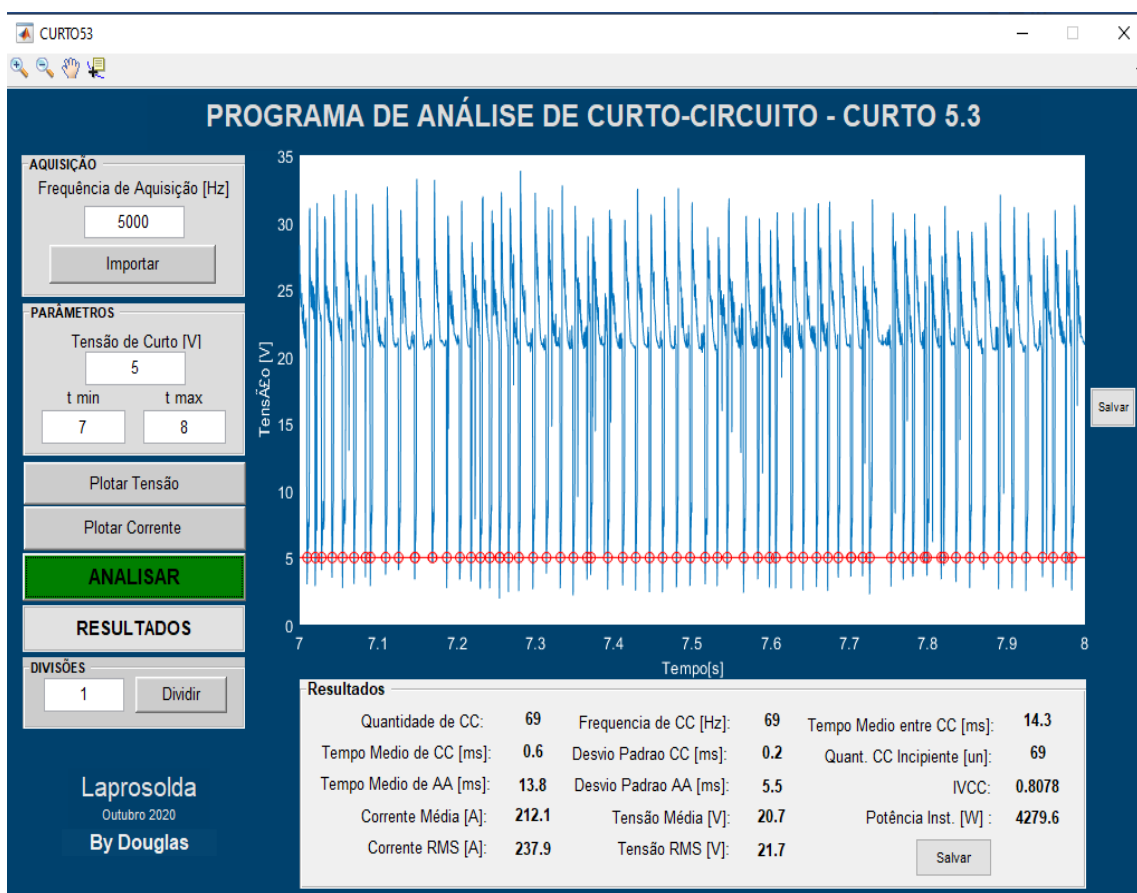 CURTO53
PROGRAMA DE ANÁLISE DE CURTO-CIRCUITO - CURTO 5.3
AQUISIÇÃO
Frequência de Aquisição [Hz]
5000
Importar
PARÂMETROS
Tensão de Curto [V]
5
t min t max
7 8
Plotar Tensão
Plotar Corrente
ANALISAR
RESULTADOS
DIVISÕES
1 Dividir
Laprosolda
Outubro 2020
By Douglas
TensÃ£o [V]
35
30
25
20
15
10
5
0
7 7.1 7.2 7.3 7.4 7.5 7.6 7.7 7.8 7.9 8
Tempo[s]
Salvar
Resultados
Quantidade de CC: 69 Frequência de CC [Hz]: 69 Tempo Medio entre CC [ms]: 14.3
Tempo Medio de CC [ms]: 0.6 Desvio Padrao CC [ms]: 0.2 Quant. CC Incipiente [un]: 69
Tempo Medio de AA [ms]: 13.8 Desvio Padrao AA [ms]: 5.5 IVCC: 0.8078
Corrente Média [A]: 212.1 Tensão Média [V]: 20.7 Potência Inst. [W] : 4279.6
Corrente RMS [A]: 237.9 Tensão RMS [V]: 21.7
Salvar